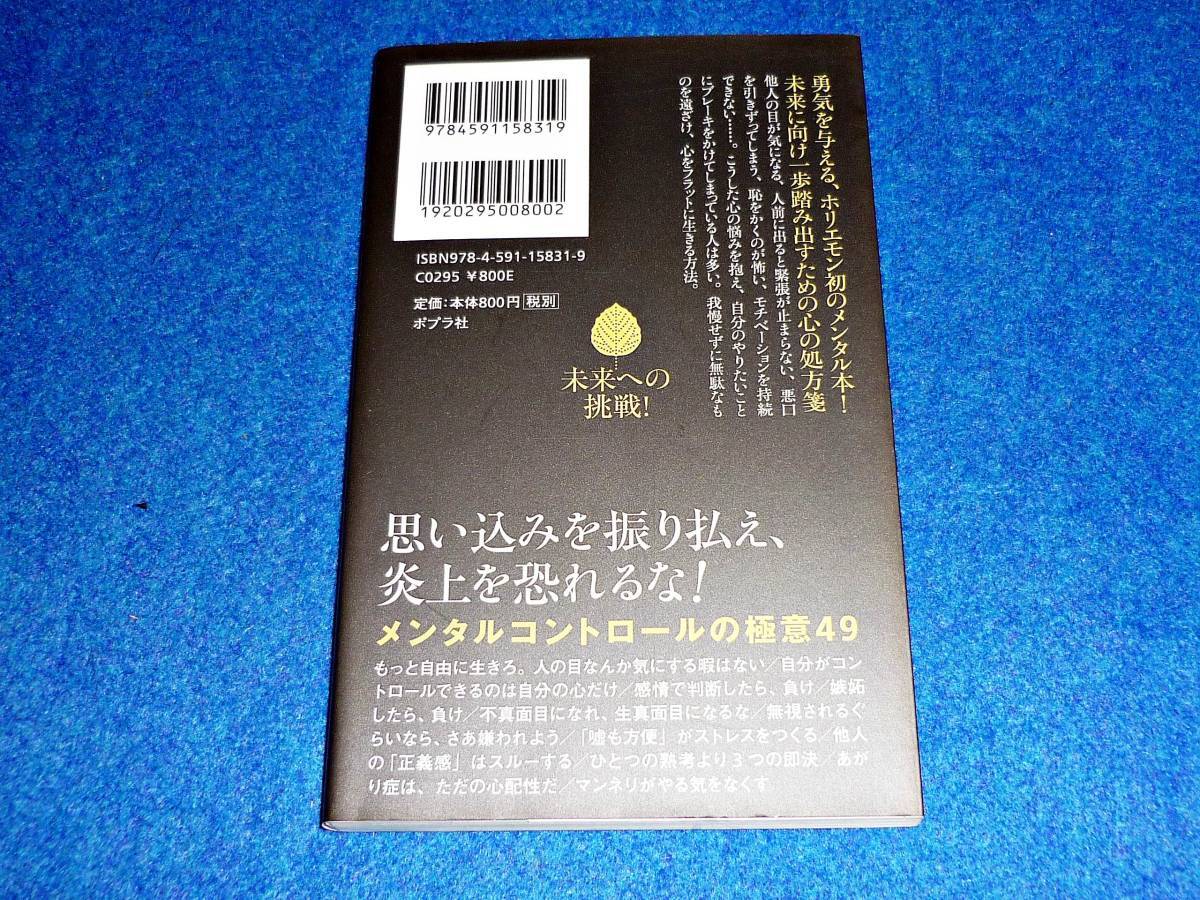 勇気を与える、ホリエモン初のメンタル本！
未来に向け一歩踏み出すための心の処方箋
他人の目が気になる、人前に出ると緊張が止まらない、悪口
を引きずってしまう、恥をかくのが怖い、モチベーションを持続
できない……。こうした心の悩みを抱え、自分のやりたいこと
にブレーキをかけてしまっている人は多い。我慢せずに無駄なも
のを遠ざけ、心をフラットに生きる方法。
9784591158319
1920295008002
ISBN978-4-591-15831-9
C0295 ￥800E
定価：本体800円 税別
ポプラ社
未来への
挑戦！
思い込みを振り払え、
炎上を恐れるな！
メンタルコントロールの極意49
もっと自由に生きろ。人の目なんか気にする暇はない／自分がコン
トロールできるのは自分の心だけ／感情で判断したら、負け／嫉妬
したら、負け／不真面目になれ、生真面目になるな／無視されるぐ
らいなら、さあ嫌われよう／「嘘も方便」がストレスをつくる／他人
の「正義感」はスルーする／ひとつの熟考より3つの即決／あが
り症は、ただの心配性だ／マンネリがやる気をなくす